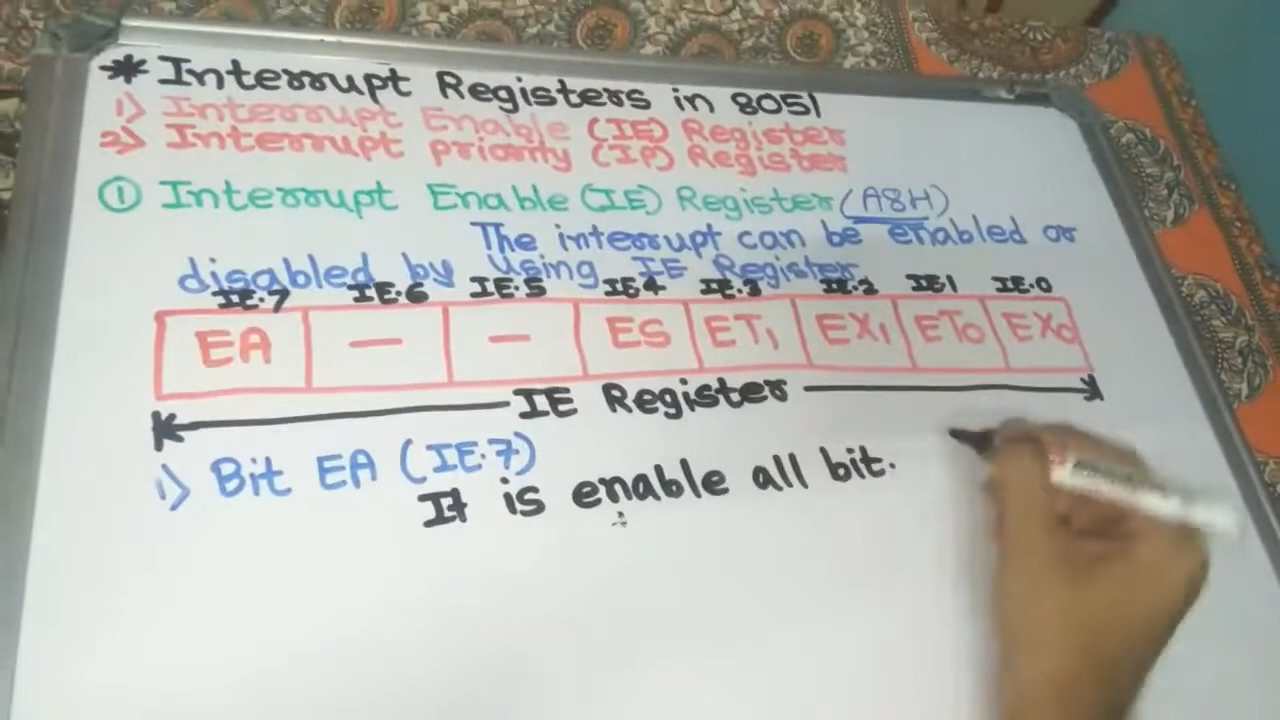 * Interrupt Registers in 8051
1) Interrupt Enable (IE) Register
2) Interrupt priority (IP) Register
① Interrupt Enable (IE) Register (A8H)
The interrupt can be enabled or
disabled by using IE Register
IE.7 IE.6 IE.5 IE.4 IE.3 IE.2 IE.1 IE.0
EA — — ES ET1 EX1 ET0 EX0
IE Register
1) Bit EA (IE.7)
It is enable all bit.